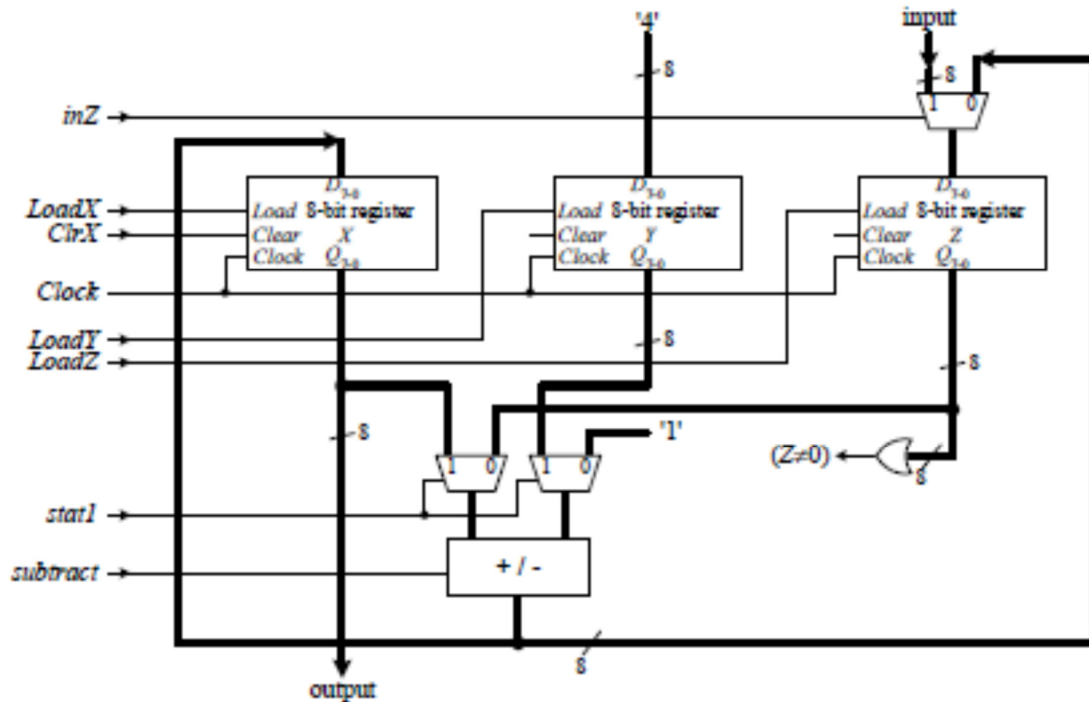 '4'
input
8
8
1 0
inZ
D7-0
D7-0
D7-0
LoadX
Load 8-bit register
Load 8-bit register
Load 8-bit register
ClrX
Clear X
Clear Y
Clear Z
Clock Q7-0
Clock Q7-0
Clock Q7-0
Clock
LoadY
LoadZ
8
8
8
'1'
1 0
1 0
(Z≠0)
8
stat1
subtract
+ / -
8
output